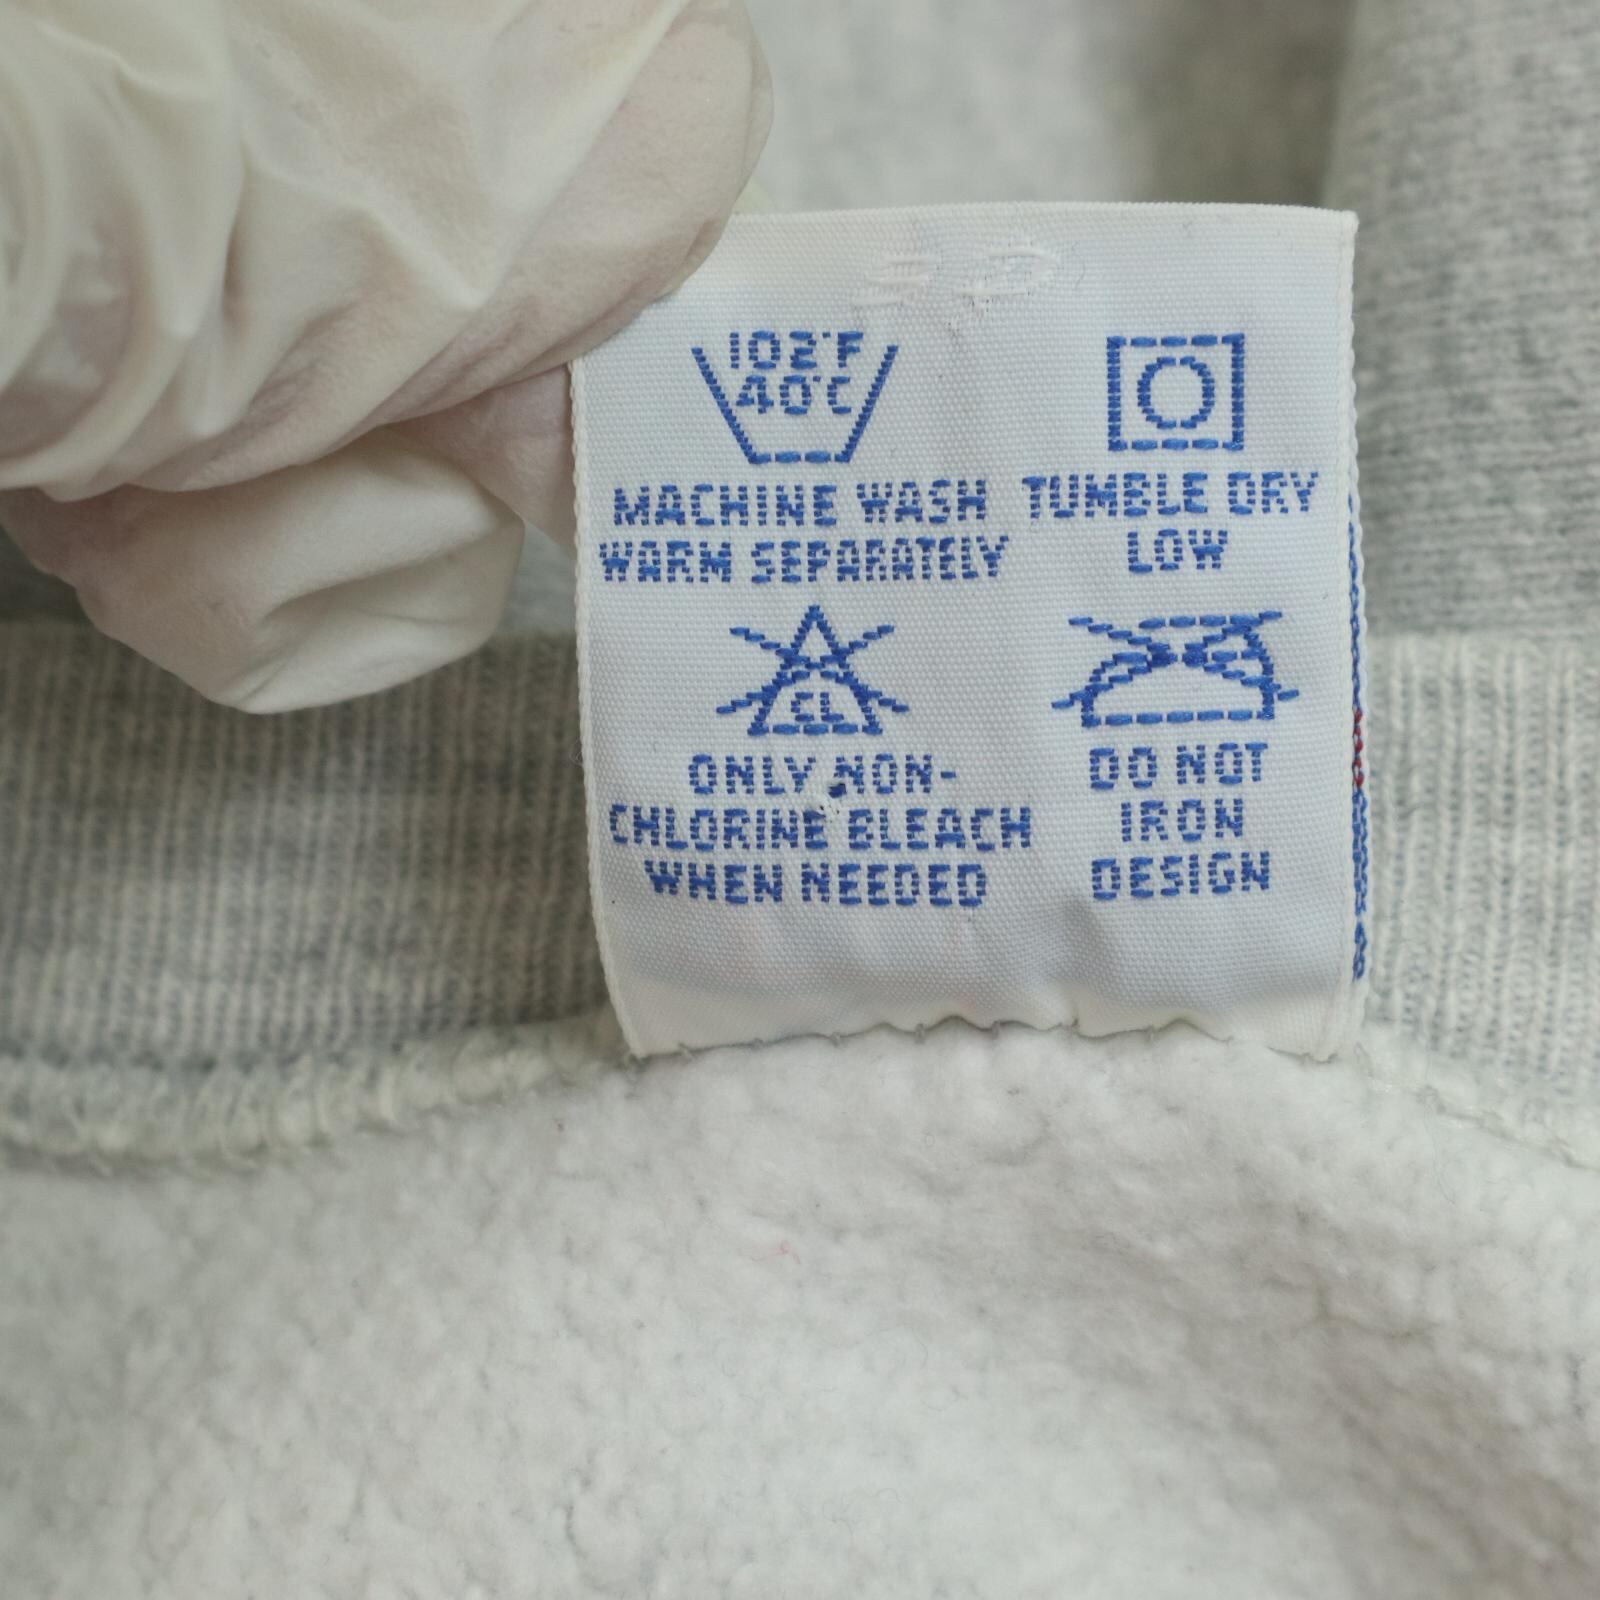 102°F
40°C
MACHINE WASH
WARM SEPARATELY
TUMBLE DRY
LOW
CL
ONLY NON-
CHLORINE BLEACH
WHEN NEEDED
DO NOT
IRON
DESIGN